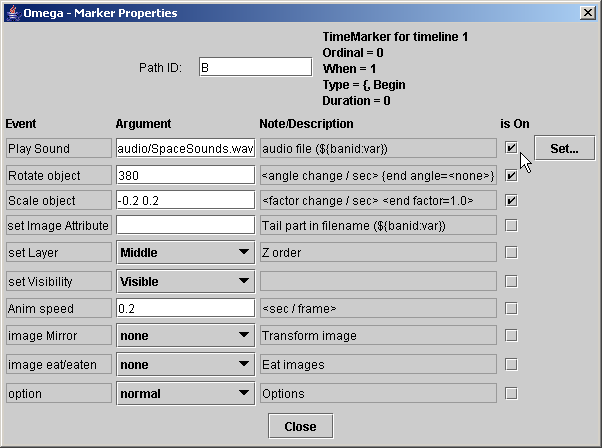 Omega - Marker Properties
Path ID: B
TimeMarker for timeline 1
Ordinal = 0
When = 1
Type = {, Begin
Duration = 0
Event Argument Note/Description is On
Play Sound audio/SpaceSounds.wav audio file (${banid:var}) Set...
Rotate object 380 <angle change / sec> {end angle=<none>}
Scale object -0.2 0.2 <factor change / sec> <end factor=1.0>
set Image Attribute Tail part in filename (${banid:var})
set Layer Middle Z order
set Visibility Visible
Anim speed 0.2 <sec / frame>
image Mirror none Transform image
image eat/eaten none Eat images
option normal Options
Close